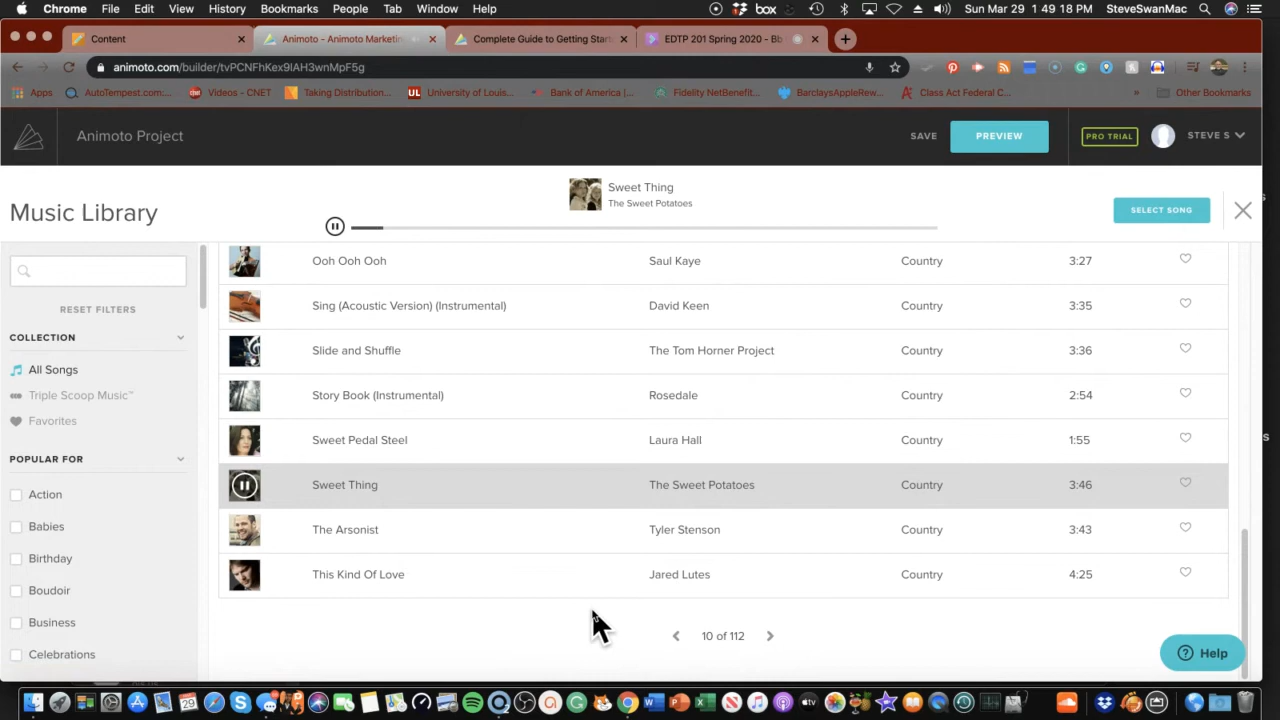 Chrome File Edit View History Bookmarks People Tab Window Help box Sun Mar 29 1:49:18 PM SteveSwanMac
Content Animoto - Animoto Marketin Complete Guide to Getting Start EDTP 201 Spring 2020 - Bb
animoto.com/builder/tvPCNFhKex9IAH3wnMpF5g
Apps AutoTempest.com:... Videos - CNET Taking Distribution... UL University of Louis... Bank of America |... Fidelity NetBenefit... BarclaysAppleRew... Class Act Federal C... » Other Bookmarks
Animoto Project SAVE PREVIEW PRO TRIAL STEVE S
Sweet Thing
The Sweet Potatoes
Music Library SELECT SONG
Ooh Ooh Ooh Saul Kaye Country 3:27
RESET FILTERS Sing (Acoustic Version) (Instrumental) David Keen Country 3:35
COLLECTION
Slide and Shuffle The Tom Horner Project Country 3:36
All Songs
Triple Scoop Music™ Story Book (Instrumental) Rosedale Country 2:54
Favorites
Sweet Pedal Steel Laura Hall Country 1:55
POPULAR FOR
Sweet Thing The Sweet Potatoes Country 3:46
Action
Babies The Arsonist Tyler Stenson Country 3:43
Birthday
This Kind Of Love Jared Lutes Country 4:25
Boudoir
Business
10 of 112
Celebrations Help